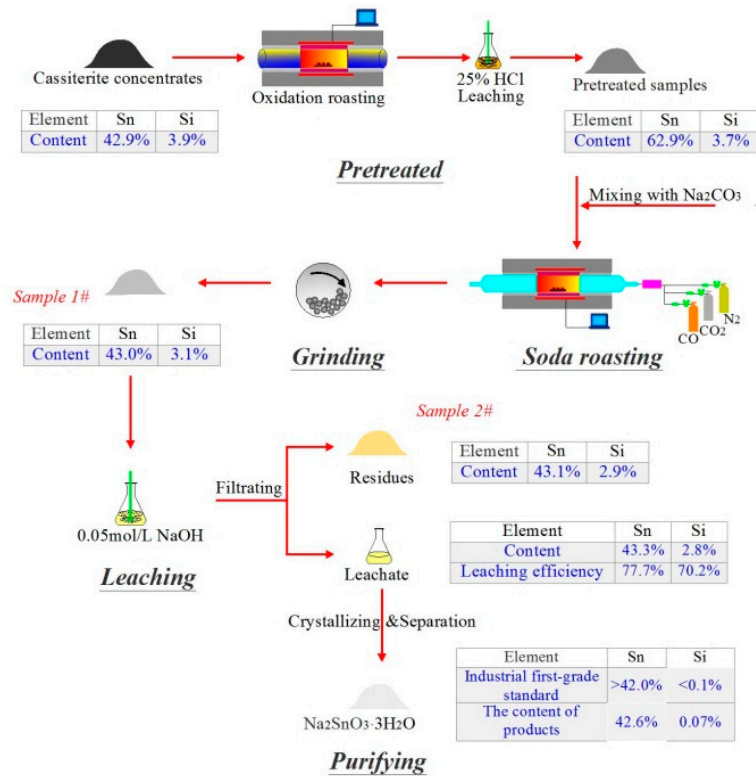 Cassiterite concentrates
Oxidation roasting
25% HCl
Leaching
Pretreated samples
Element Sn Si
Content 42.9% 3.9%
Element Sn Si
Content 62.9% 3.7%
Pretreated
Mixing with Na2CO3
Sample 1#
Element Sn Si
Content 43.0% 3.1%
Grinding
Soda roasting
CO
CO2
N2
Sample 2#
Filtrating
Residues
Element Sn Si
Content 43.1% 2.9%
0.05mol/L NaOH
Leaching
Leachate
Element Sn Si
Content 43.3% 2.8%
Leaching efficiency 77.7% 70.2%
Crystallizing &Separation
Na2SnO3·3H2O
Purifying
Element Sn Si
Industrial first-grade
standard >42.0% <0.1%
The content of
products 42.6% 0.07%